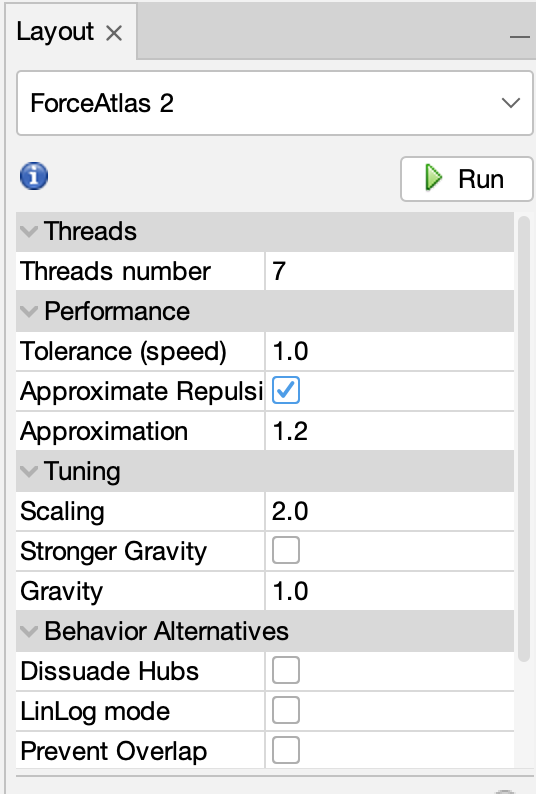 Layout
ForceAtlas 2
Run
Threads
Threads number 7
Performance
Tolerance (speed) 1.0
Approximate Repulsi
Approximation 1.2
Tuning
Scaling 2.0
Stronger Gravity
Gravity 1.0
Behavior Alternatives
Dissuade Hubs
LinLog mode
Prevent Overlap